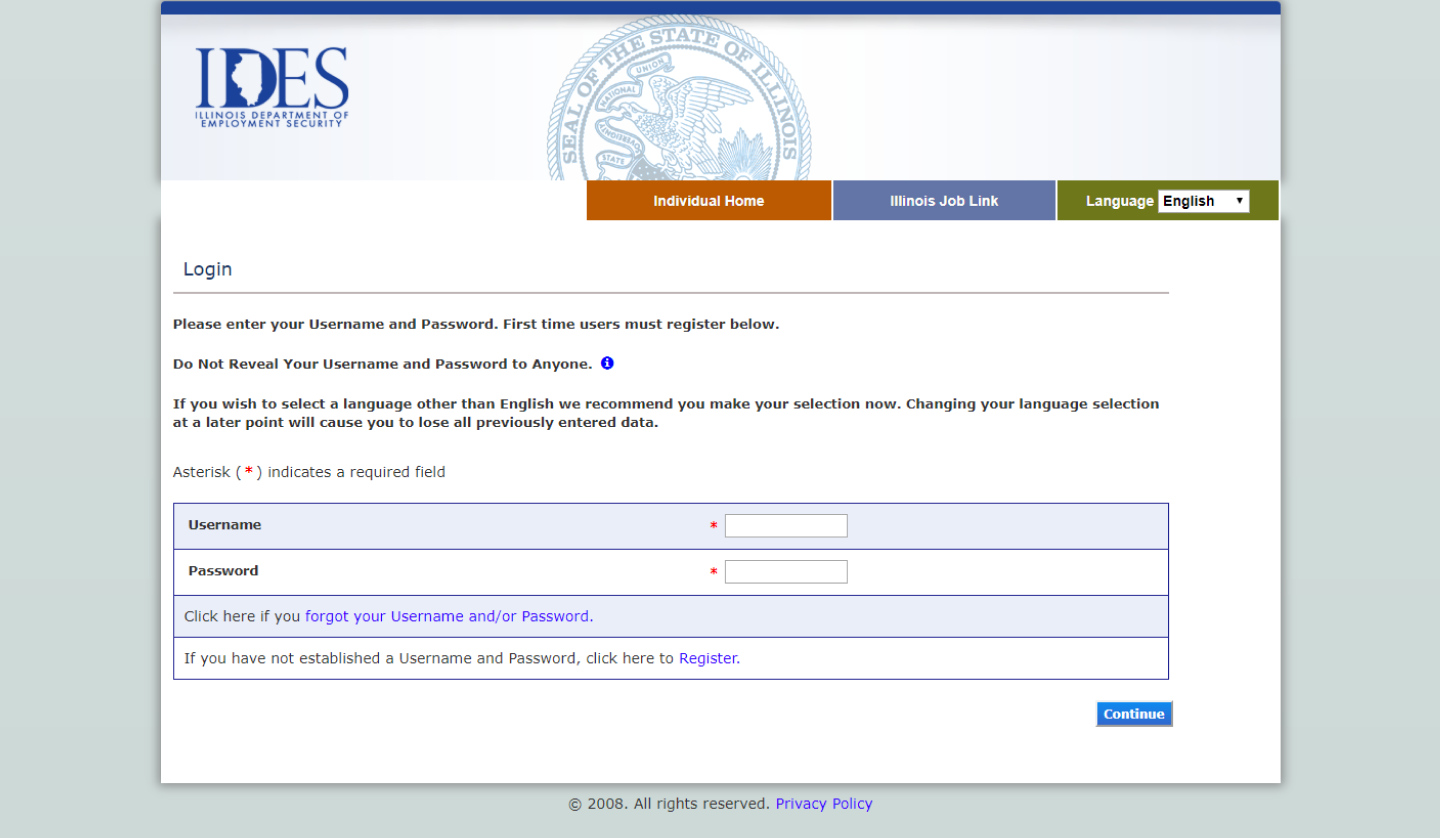 IDES
ILLINOIS DEPARTMENT OF
EMPLOYMENT SECURITY
SEAL OF THE STATE OF ILLINOIS
STATE
NATIONAL
UNION
Individual Home
Illinois Job Link
Language English
Login
Please enter your Username and Password. First time users must register below.
Do Not Reveal Your Username and Password to Anyone.
If you wish to select a language other than English we recommend you make your selection now. Changing your language selection
at a later point will cause you to lose all previously entered data.
Asterisk (*) indicates a required field
Username *
Password *
Click here if you forgot your Username and/or Password.
If you have not established a Username and Password, click here to Register.
Continue
© 2008. All rights reserved. Privacy Policy